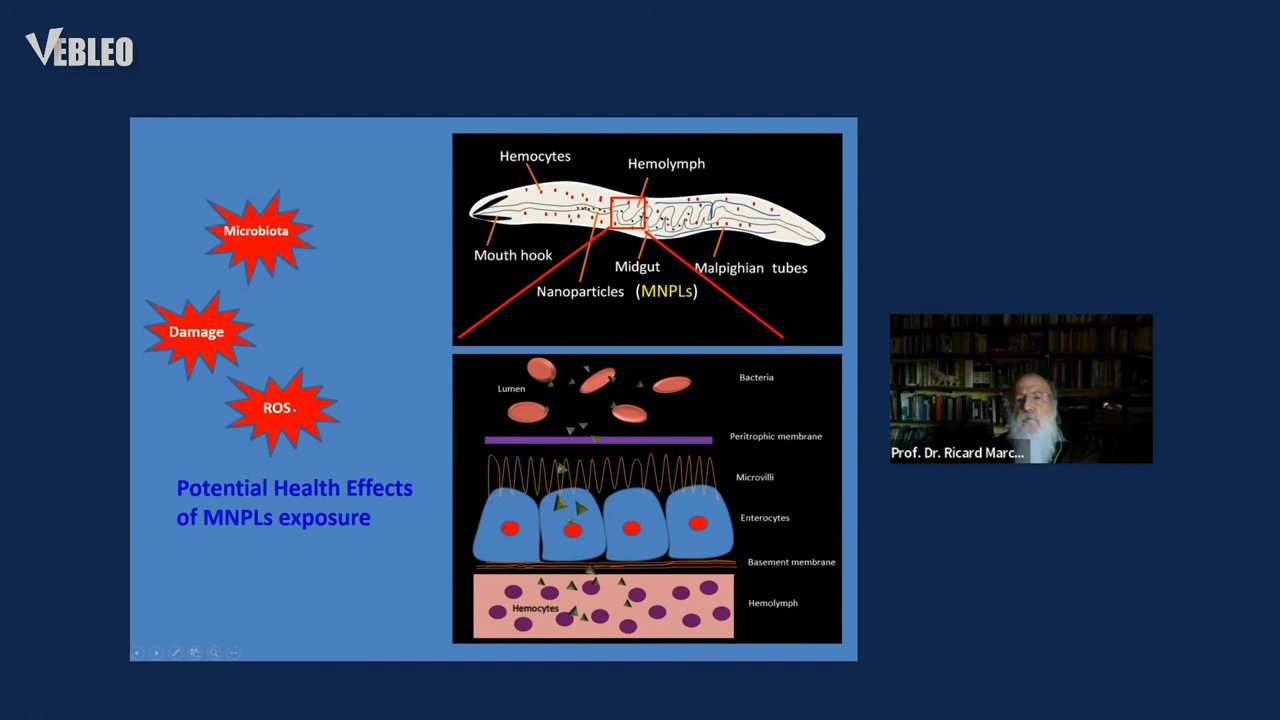 VEBLEO
Microbiota
Damage
ROS
Potential Health Effects
of MNPLs exposure
Hemocytes
Hemolymph
Mouth hook
Midgut
Malpighian tubes
Nanoparticles (MNPLs)
Lumen
Bacteria
Peritrophic membrane
Microvilli
Enterocytes
Basement membrane
Hemocytes
Hemolymph
Prof. Dr. Ricard Marc...